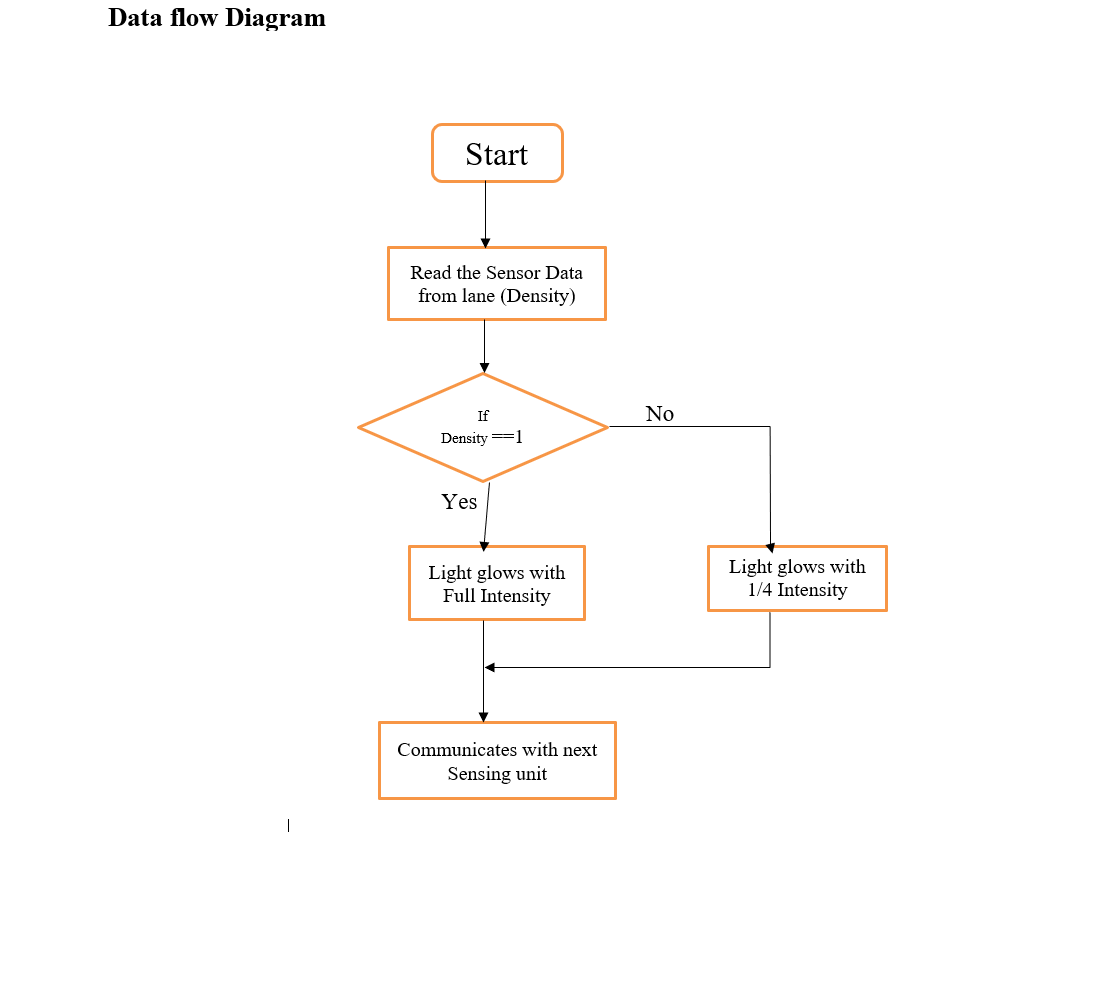 Data flow Diagram
Start
Read the Sensor Data
from lane (Density)
If
Density ==1
No
Yes
Light glows with
Full Intensity
Light glows with
1/4 Intensity
Communicates with next
Sensing unit